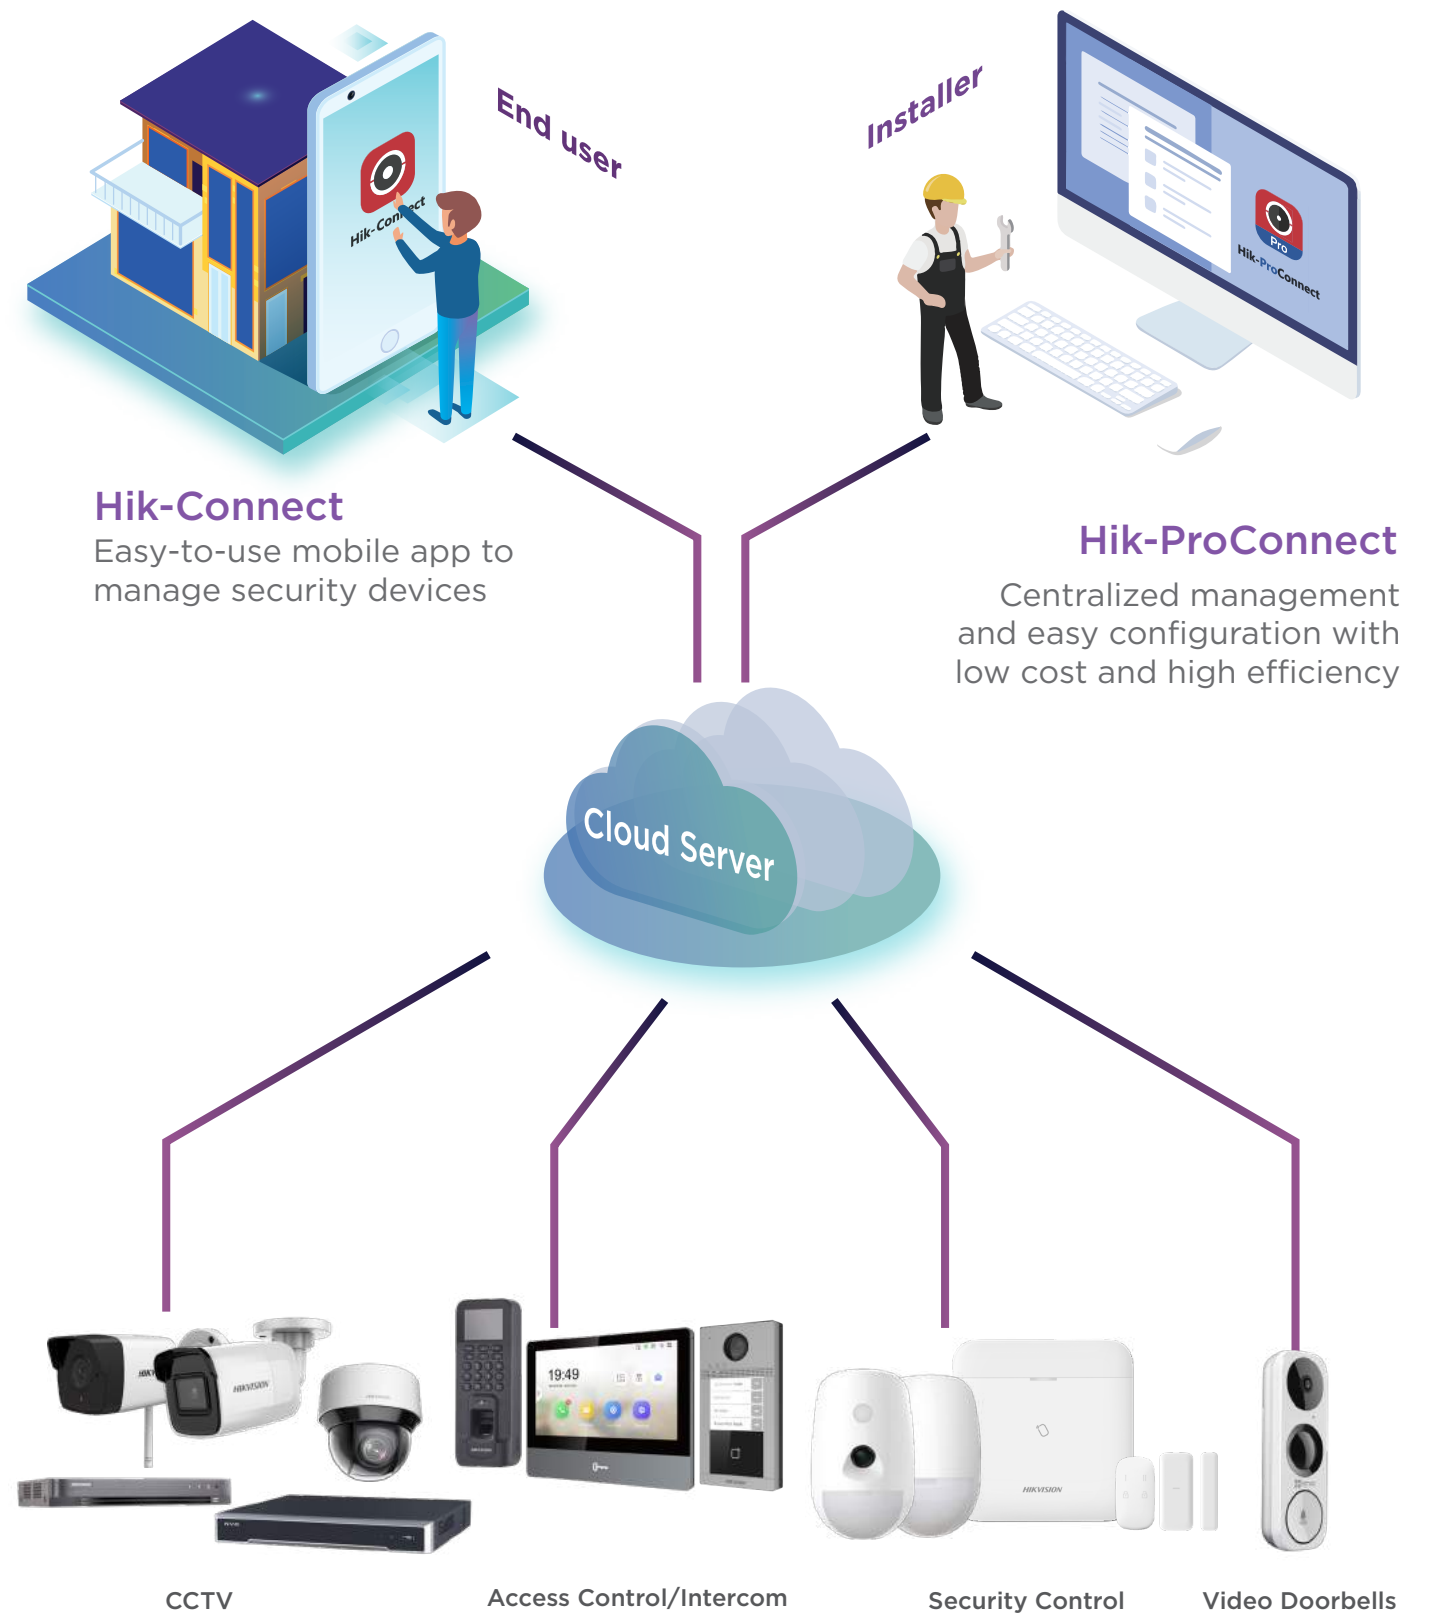 End user
Installer
Hik-Connect
Pro
Hik-ProConnect
Hik-Connect
Easy-to-use mobile app to
manage security devices
Hik-ProConnect
Centralized management
and easy configuration with
low cost and high efficiency
Cloud Server
HIKVISION
19:49
HIKVISION
CCTV
Access Control/Intercom
Security Control
Video Doorbells